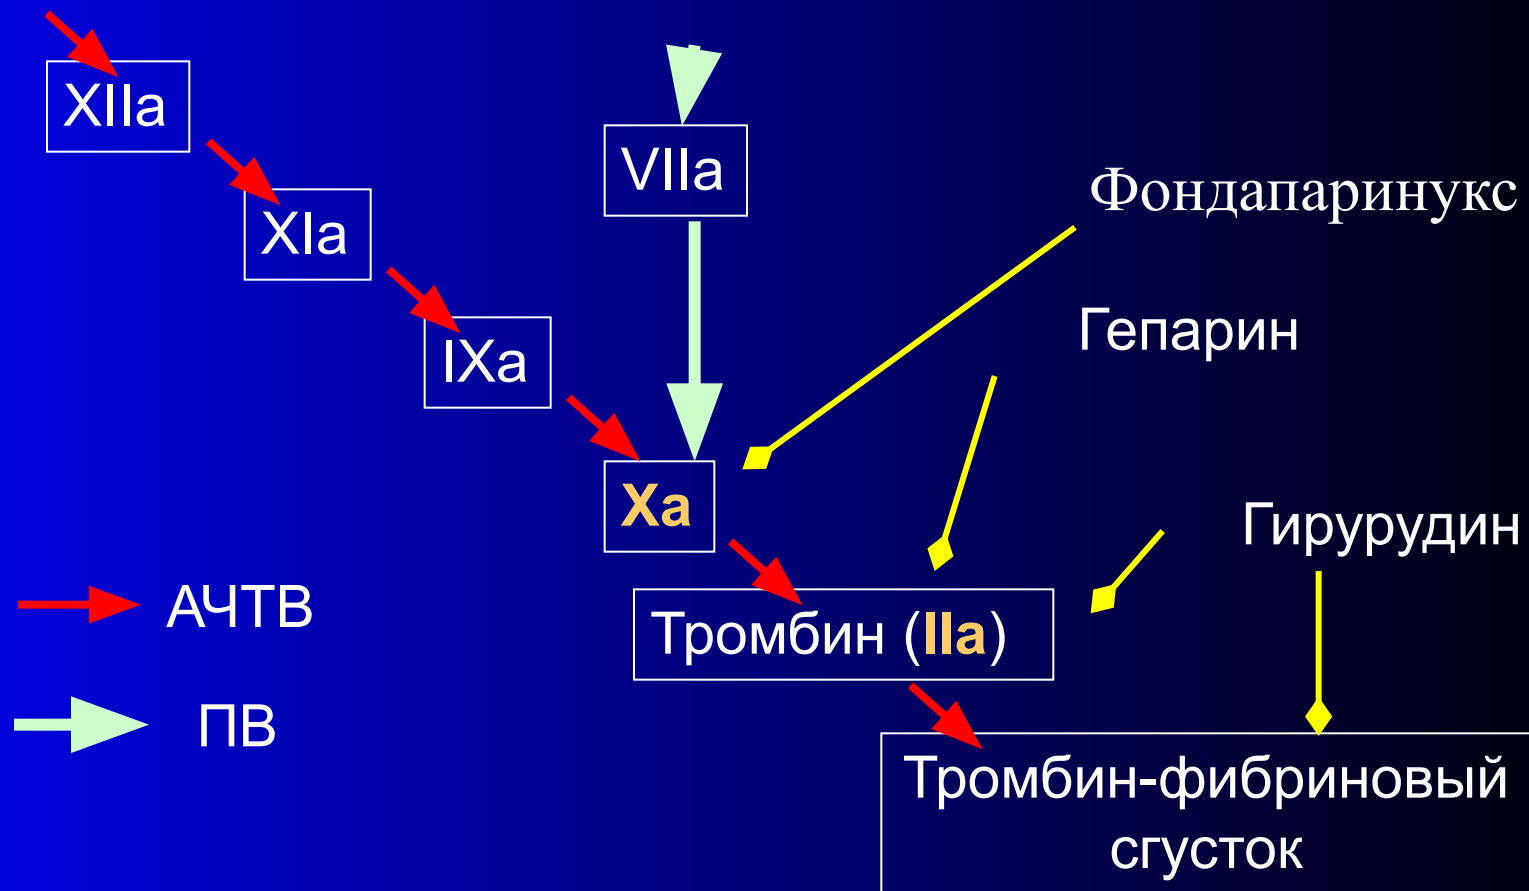 XIIa
VIIa
XIa
Фондапаринукс
Гепарин
IXa
Xa
Гирурудин
АЧТВ
Тромбин (IIa)
ПВ
Тромбин-фибриновый
сгусток